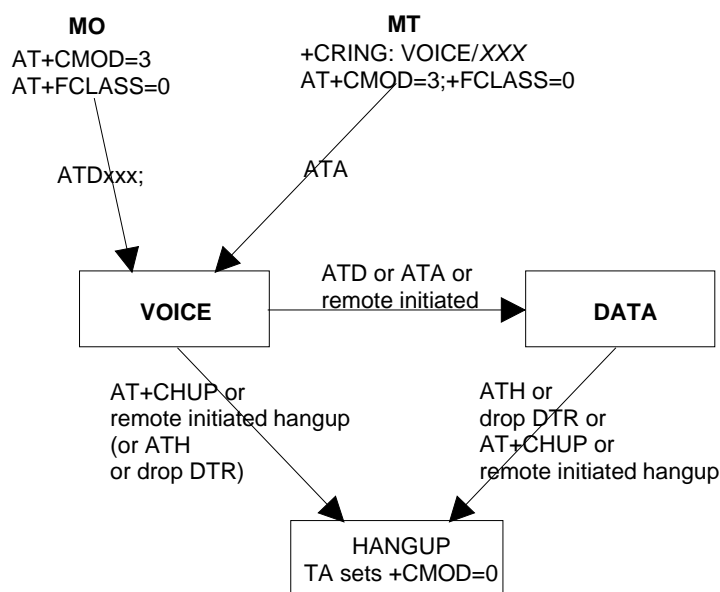 MO
AT+CMOD=3
AT+FCLASS=0
MT
+CRING: VOICE/XXX
AT+CMOD=3;+FCLASS=0
ATDxxx;
ATA
VOICE
ATD or ATA or
remote initiated
DATA
AT+CHUP or
remote initiated hangup
(or ATH
or drop DTR)
ATH or
drop DTR or
AT+CHUP or
remote initiated hangup
HANGUP
TA sets +CMOD=0